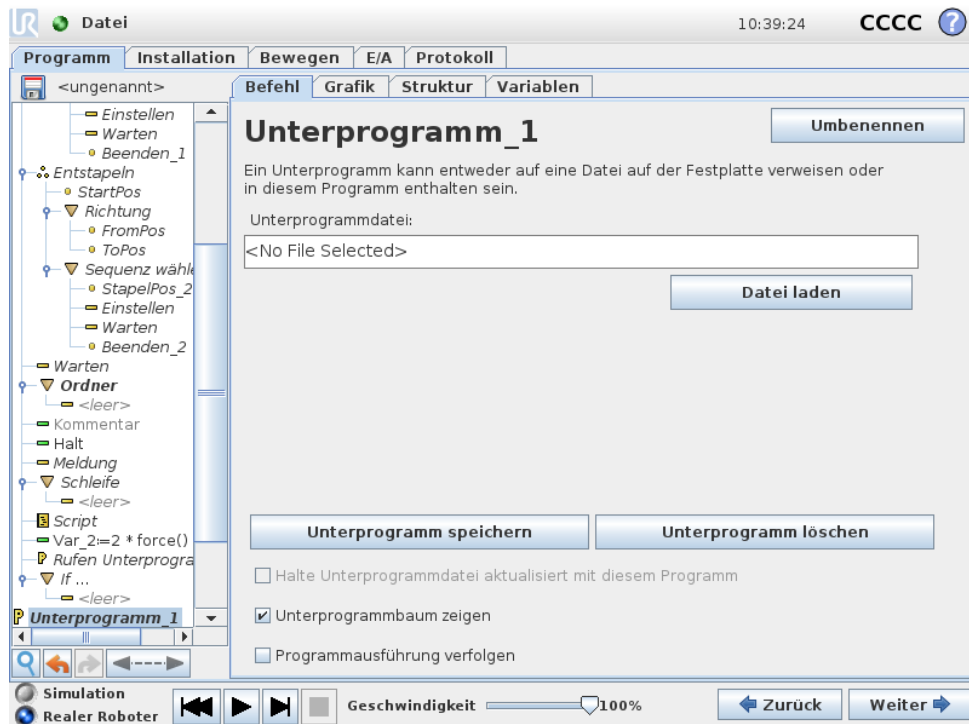 UR Datei 10:39:24 CCCC ?
Programm Installation Bewegen E/A Protokoll
<ungenannt>
Befehl Grafik Struktur Variablen
Einstellen
Warten
Beenden_1
Entstapeln
StartPos
Richtung
FromPos
ToPos
Sequenz wähle
StapelPos_2
Einstellen
Warten
Beenden_2
Warten
Ordner
<leer>
Kommentar
Halt
Meldung
Schleife
<leer>
Script
Var_2:=2 * force()
P Rufen Unterprogra
If ...
<leer>
P Unterprogramm_1
Unterprogramm_1
Umbenennen
Ein Unterprogramm kann entweder auf eine Datei auf der Festplatte verweisen oder
in diesem Programm enthalten sein.
Unterprogrammdatei:
<No File Selected>
Datei laden
Unterprogramm speichern Unterprogramm löschen
Halte Unterprogrammdatei aktualisiert mit diesem Programm
Unterprogrammbaum zeigen
Programmausführung verfolgen
Simulation
Realer Roboter
Geschwindigkeit 100%
Zurück Weiter